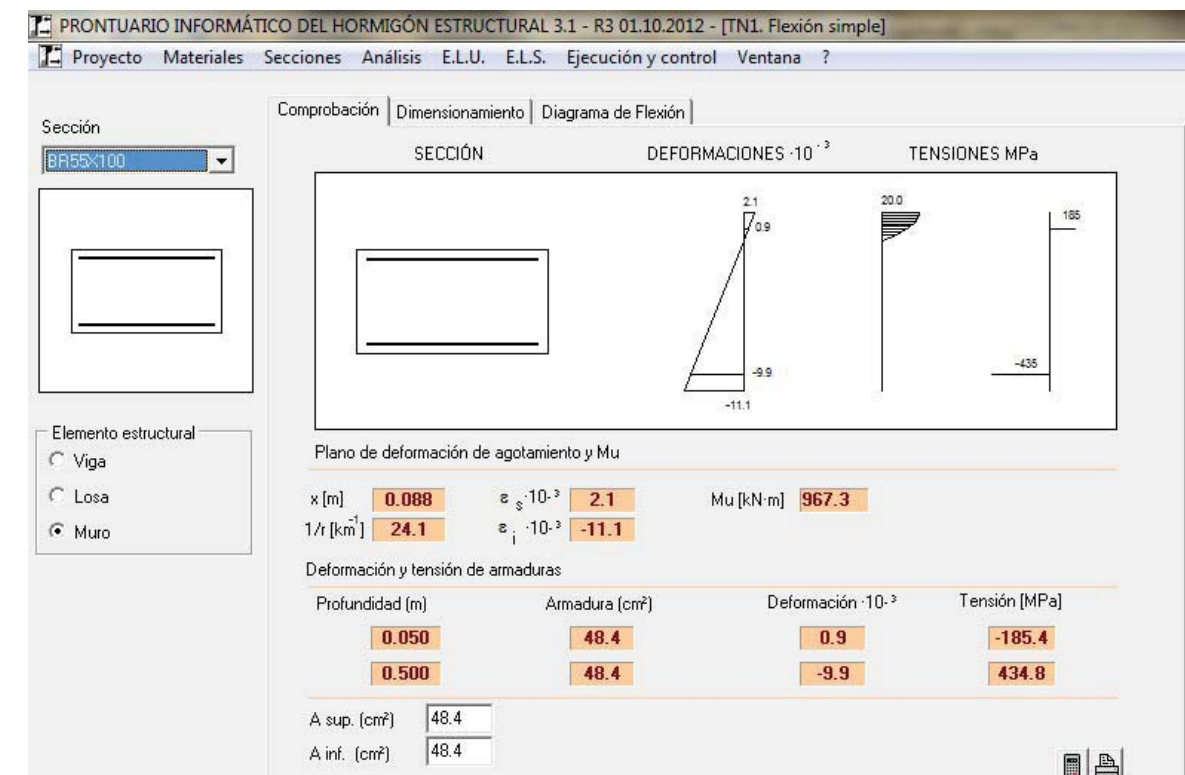 PRONTUARIO INFORMÁTICO DEL HORMIGÓN ESTRUCTURAL 3.1 - R3 01.10.2012 - [TN1. Flexión simple]
Proyecto Materiales Secciones Análisis E.L.U. E.L.S. Ejecución y control Ventana ?
Comprobación Dimensionamiento Diagrama de Flexión
Sección
BR55X100
SECCIÓN DEFORMACIONES ·10⁻³ TENSIONES MPa
2.1 20.0
0.9 185
-9.9 -435
-11.1
Elemento estructural
Viga
Losa
Muro
Plano de deformación de agotamiento y Mu
x [m] 0.088 ε s ·10-³ 2.1 Mu [kN·m] 967.3
1/r [km⁻¹] 24.1 ε i ·10-³ -11.1
Deformación y tensión de armaduras
Profundidad (m) Armadura (cm²) Deformación ·10-³ Tensión [MPa]
0.050 48.4 0.9 -185.4
0.500 48.4 -9.9 434.8
A sup. (cm²) 48.4
A inf. (cm²) 48.4